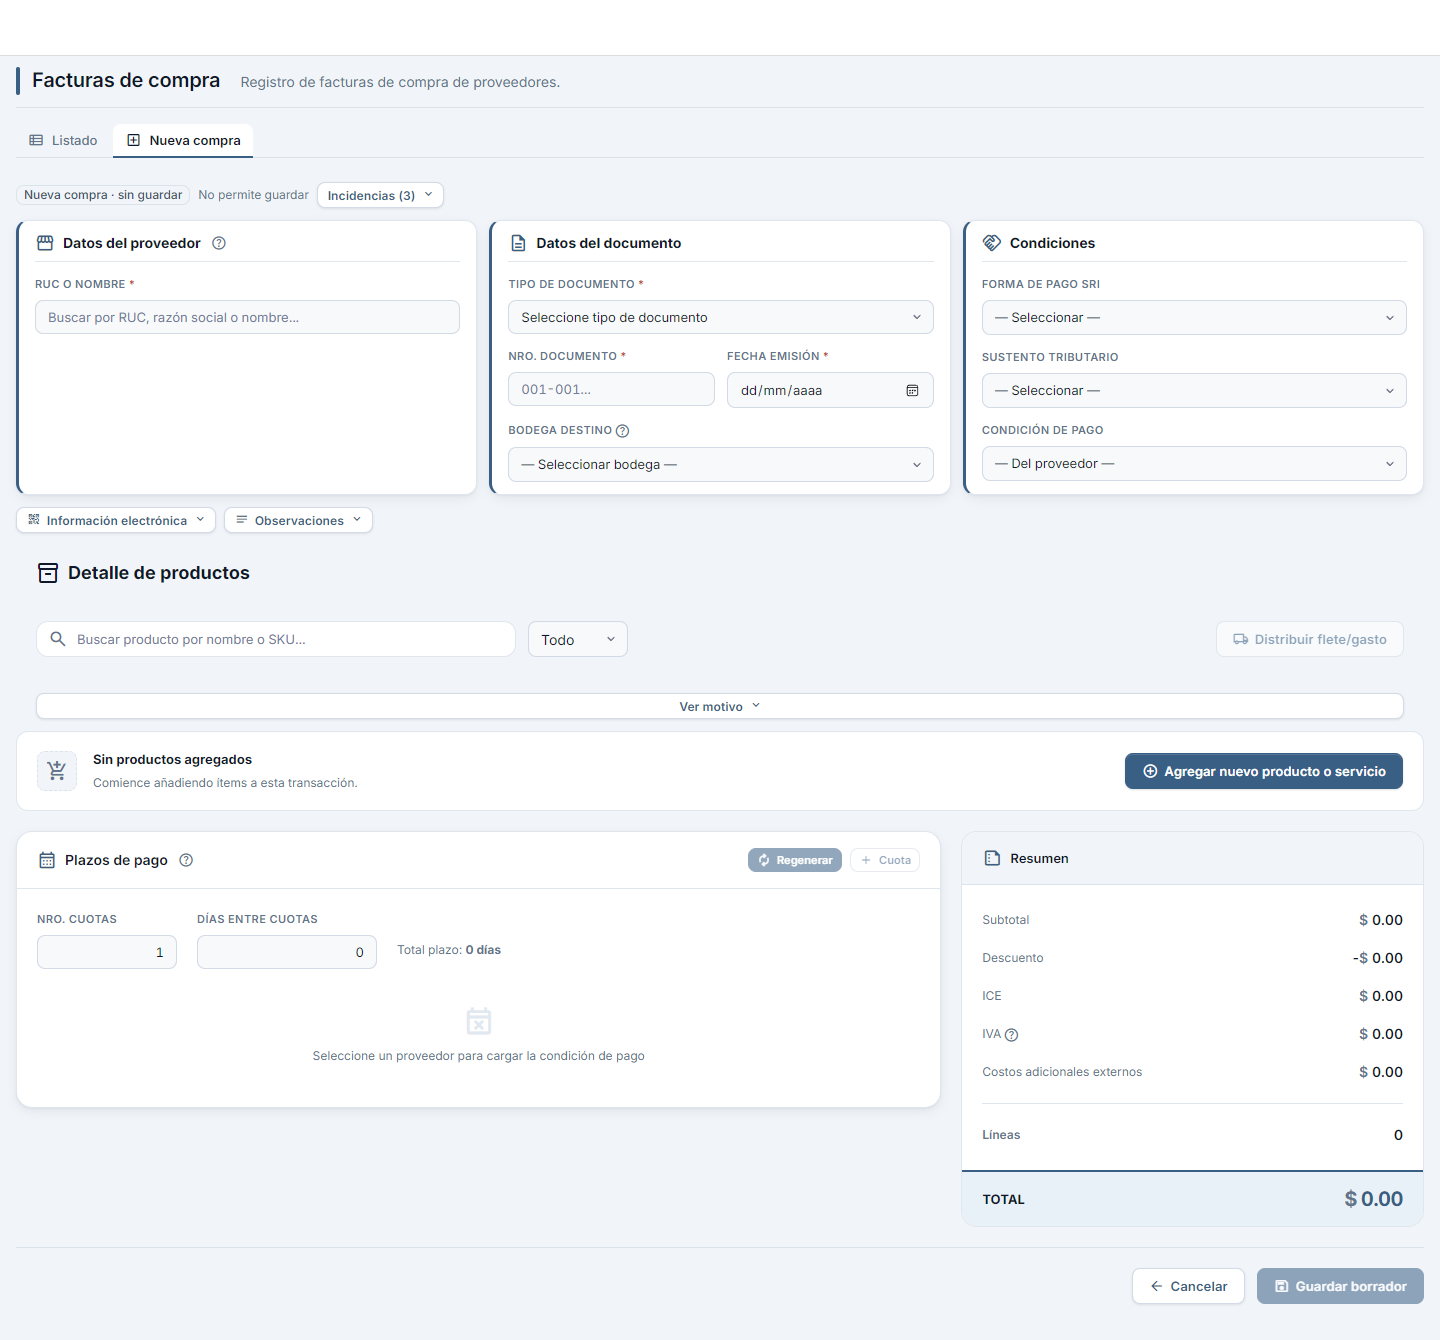 Facturas de compra
Registro de facturas de compra de proveedores.
Listado
Nueva compra
Nueva compra · sin guardar
No permite guardar
Incidencias (3)
Datos del proveedor
RUC O NOMBRE *
Buscar por RUC, razón social o nombre...
Datos del documento
TIPO DE DOCUMENTO *
Seleccione tipo de documento
NRO. DOCUMENTO *
FECHA EMISIÓN *
001-001...
dd/mm/aaaa
BODEGA DESTINO
— Seleccionar bodega —
Condiciones
FORMA DE PAGO SRI
— Seleccionar —
SUSTENTO TRIBUTARIO
— Seleccionar —
CONDICIÓN DE PAGO
— Del proveedor —
Información electrónica
Observaciones
Detalle de productos
Buscar producto por nombre o SKU...
Todo
Distribuir flete/gasto
Ver motivo
Sin productos agregados
Comience añadiendo ítems a esta transacción.
Agregar nuevo producto o servicio
Plazos de pago
Regenerar
Cuota
NRO. CUOTAS
DÍAS ENTRE CUOTAS
1
0
Total plazo: 0 días
Seleccione un proveedor para cargar la condición de pago
Resumen
Subtotal $ 0.00
Descuento -$ 0.00
ICE $ 0.00
IVA $ 0.00
Costos adicionales externos $ 0.00
Líneas 0
TOTAL $ 0.00
Cancelar
Guardar borrador